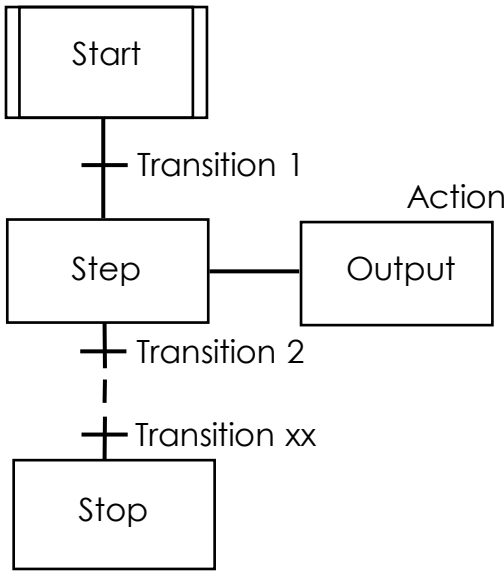 Start
Transition 1
Action
Step
Output
Transition 2
Transition xx
Stop